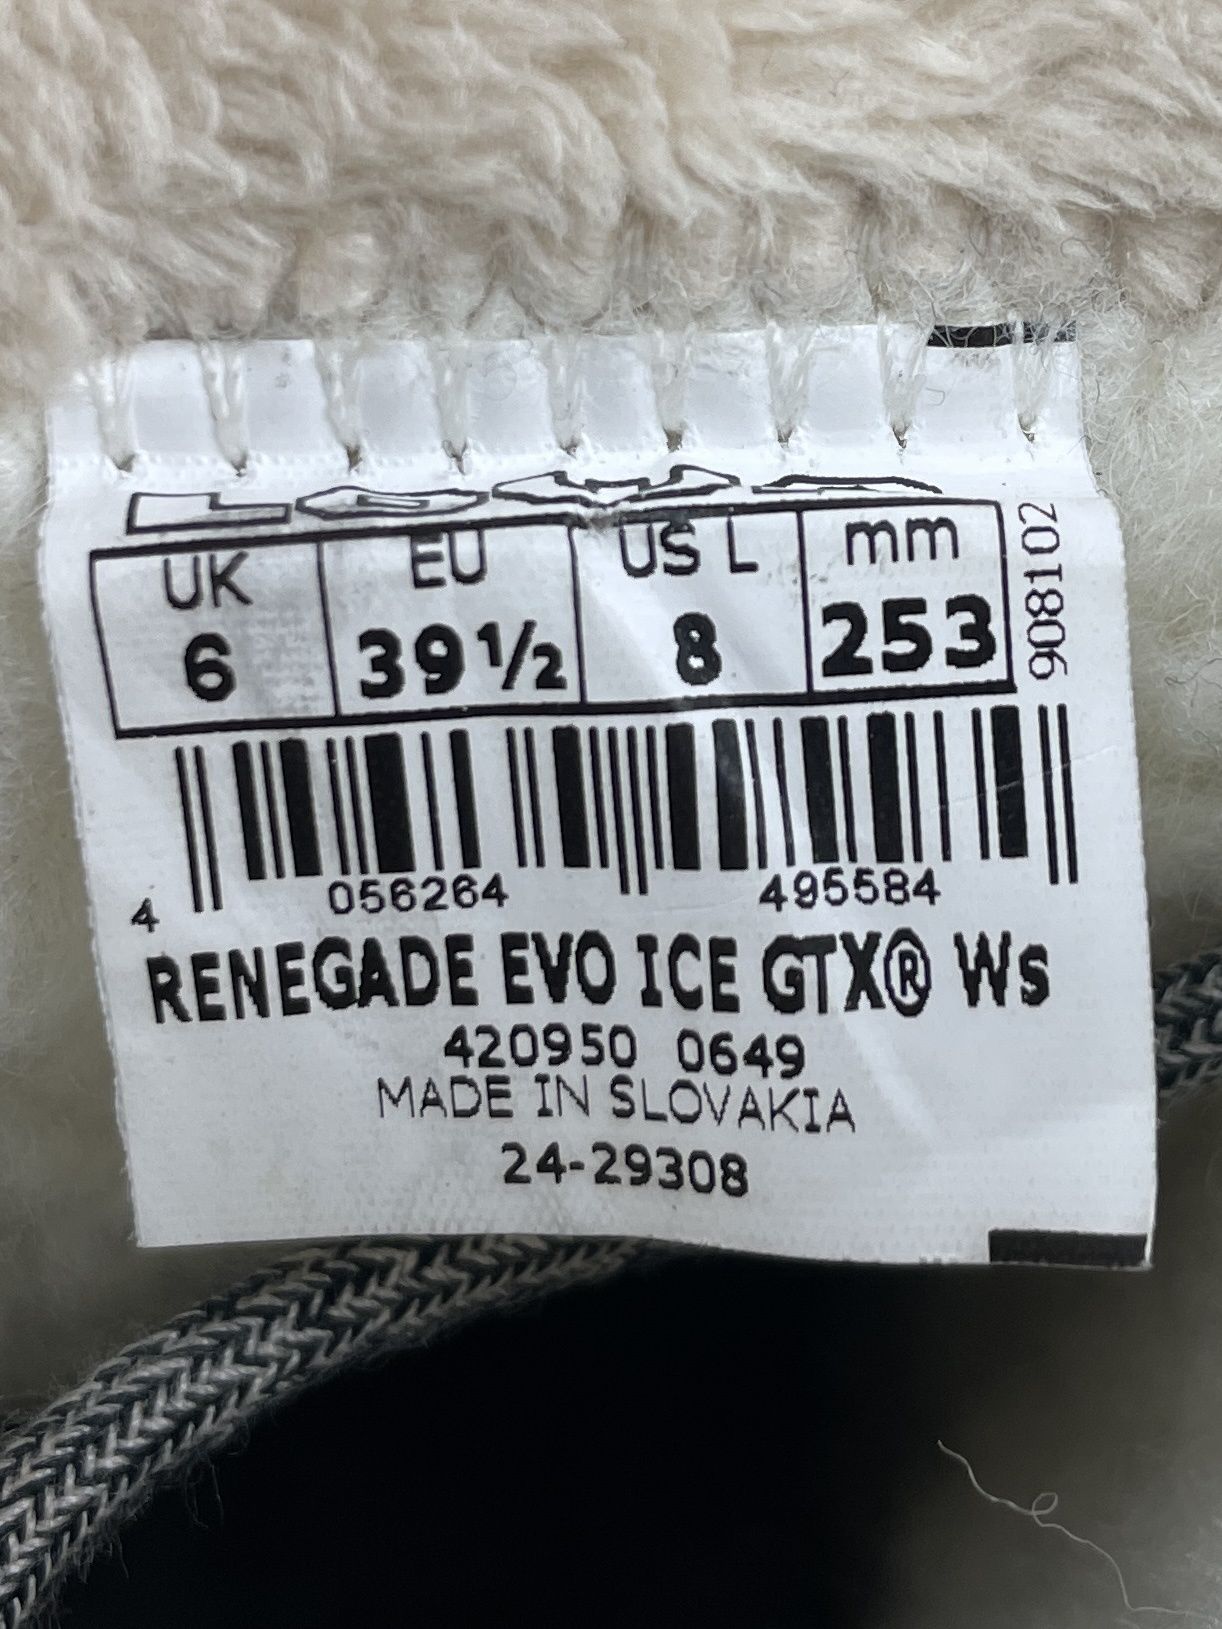 LOWA
UK EU US L mm
6 39½ 8 253
908102
4 056264 495584
RENEGADE EVO ICE GTX® Ws
420950 0649
MADE IN SLOVAKIA
24-29308